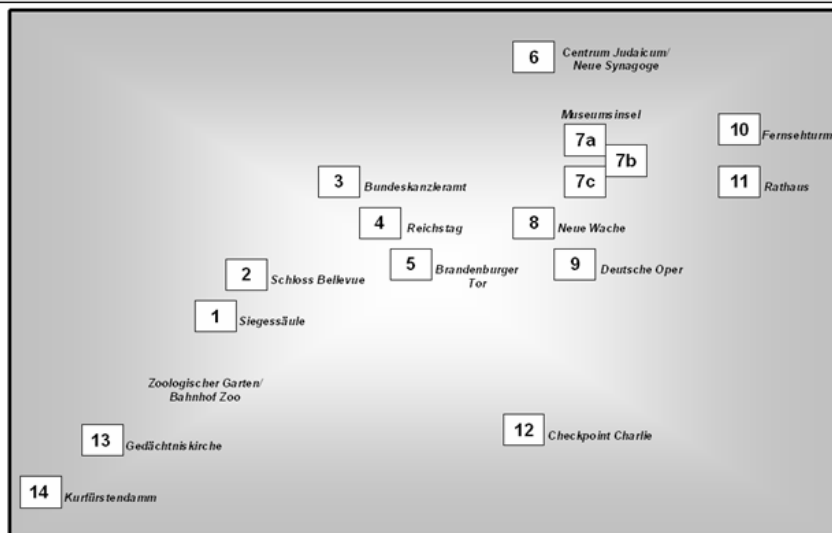 6
Centrum Judaicum/
Neue Synagoge
Museumsinsel
7a
7b
7c
10
Fernsehturm
3
Bundeskanzleramt
11
Rathaus
4
Reichstag
8
Neue Wache
5
Brandenburger
Tor
9
Deutsche Oper
2
Schloss Bellevue
1
Siegessäule
Zoologischer Garten/
Bahnhof Zoo
13
Gedächtniskirche
12
Checkpoint Charlie
14
Kurfürstendamm